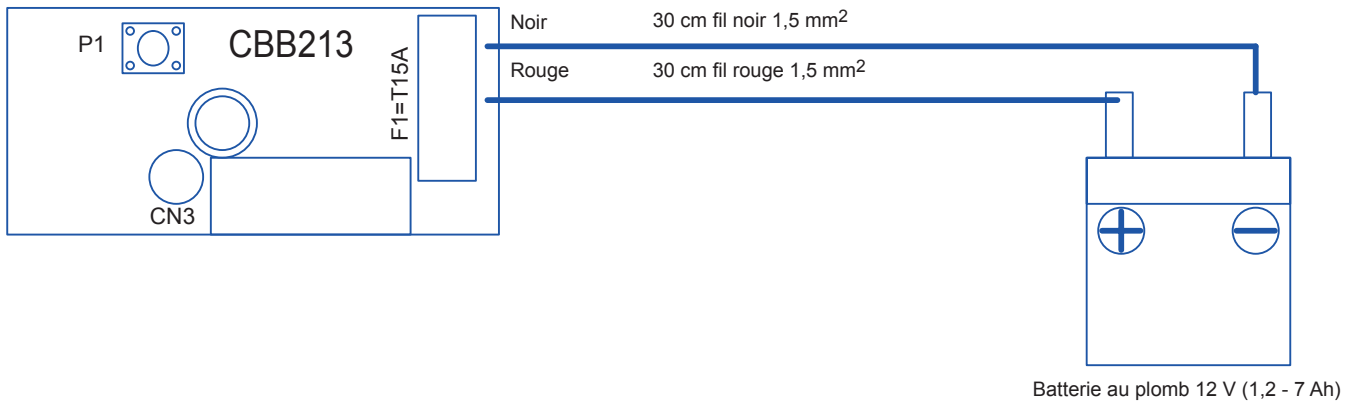 P1
CBB213
F1=T15A
CN3
Noir 30 cm fil noir 1,5 mm²
Rouge 30 cm fil rouge 1,5 mm²
Batterie au plomb 12 V (1,2 - 7 Ah)